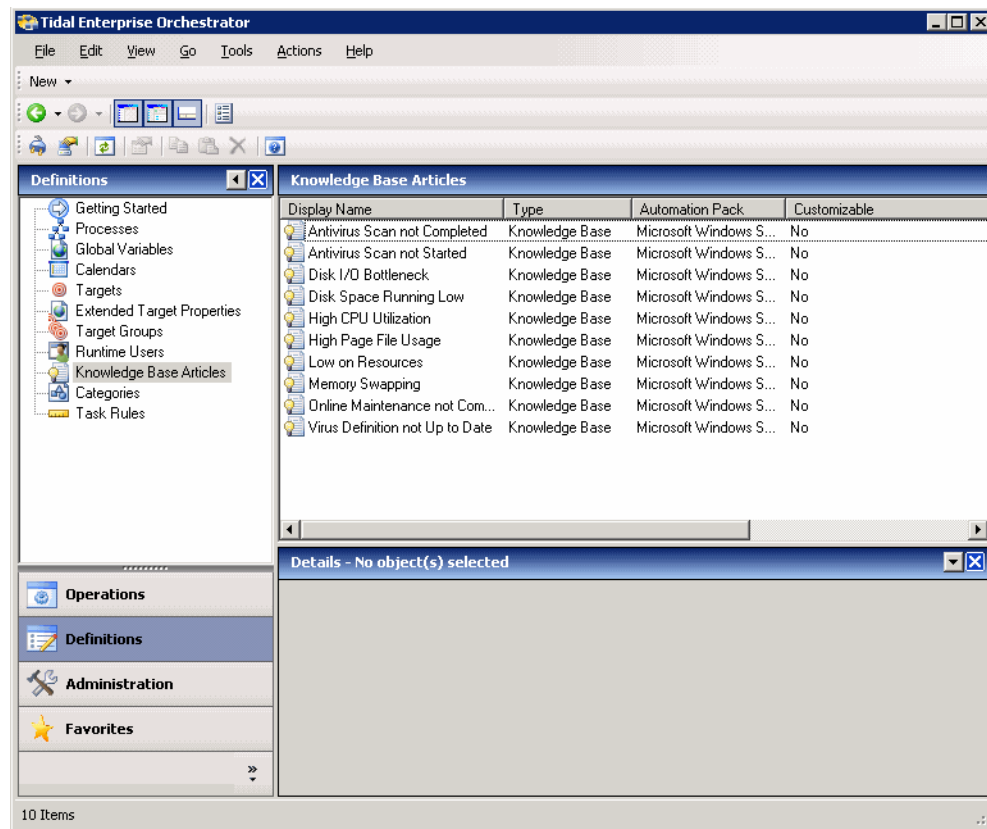 Tidal Enterprise Orchestrator
File Edit View Go Tools Actions Help
New
Definitions
Getting Started
Processes
Global Variables
Calendars
Targets
Extended Target Properties
Target Groups
Runtime Users
Knowledge Base Articles
Categories
Task Rules
Operations
Definitions
Administration
Favorites
Knowledge Base Articles
Display Name Type Automation Pack Customizable
Antivirus Scan not Completed Knowledge Base Microsoft Windows S... No
Antivirus Scan not Started Knowledge Base Microsoft Windows S... No
Disk I/O Bottleneck Knowledge Base Microsoft Windows S... No
Disk Space Running Low Knowledge Base Microsoft Windows S... No
High CPU Utilization Knowledge Base Microsoft Windows S... No
High Page File Usage Knowledge Base Microsoft Windows S... No
Low on Resources Knowledge Base Microsoft Windows S... No
Memory Swapping Knowledge Base Microsoft Windows S... No
Online Maintenance not Com... Knowledge Base Microsoft Windows S... No
Virus Definition not Up to Date Knowledge Base Microsoft Windows S... No
Details - No object(s) selected
10 Items